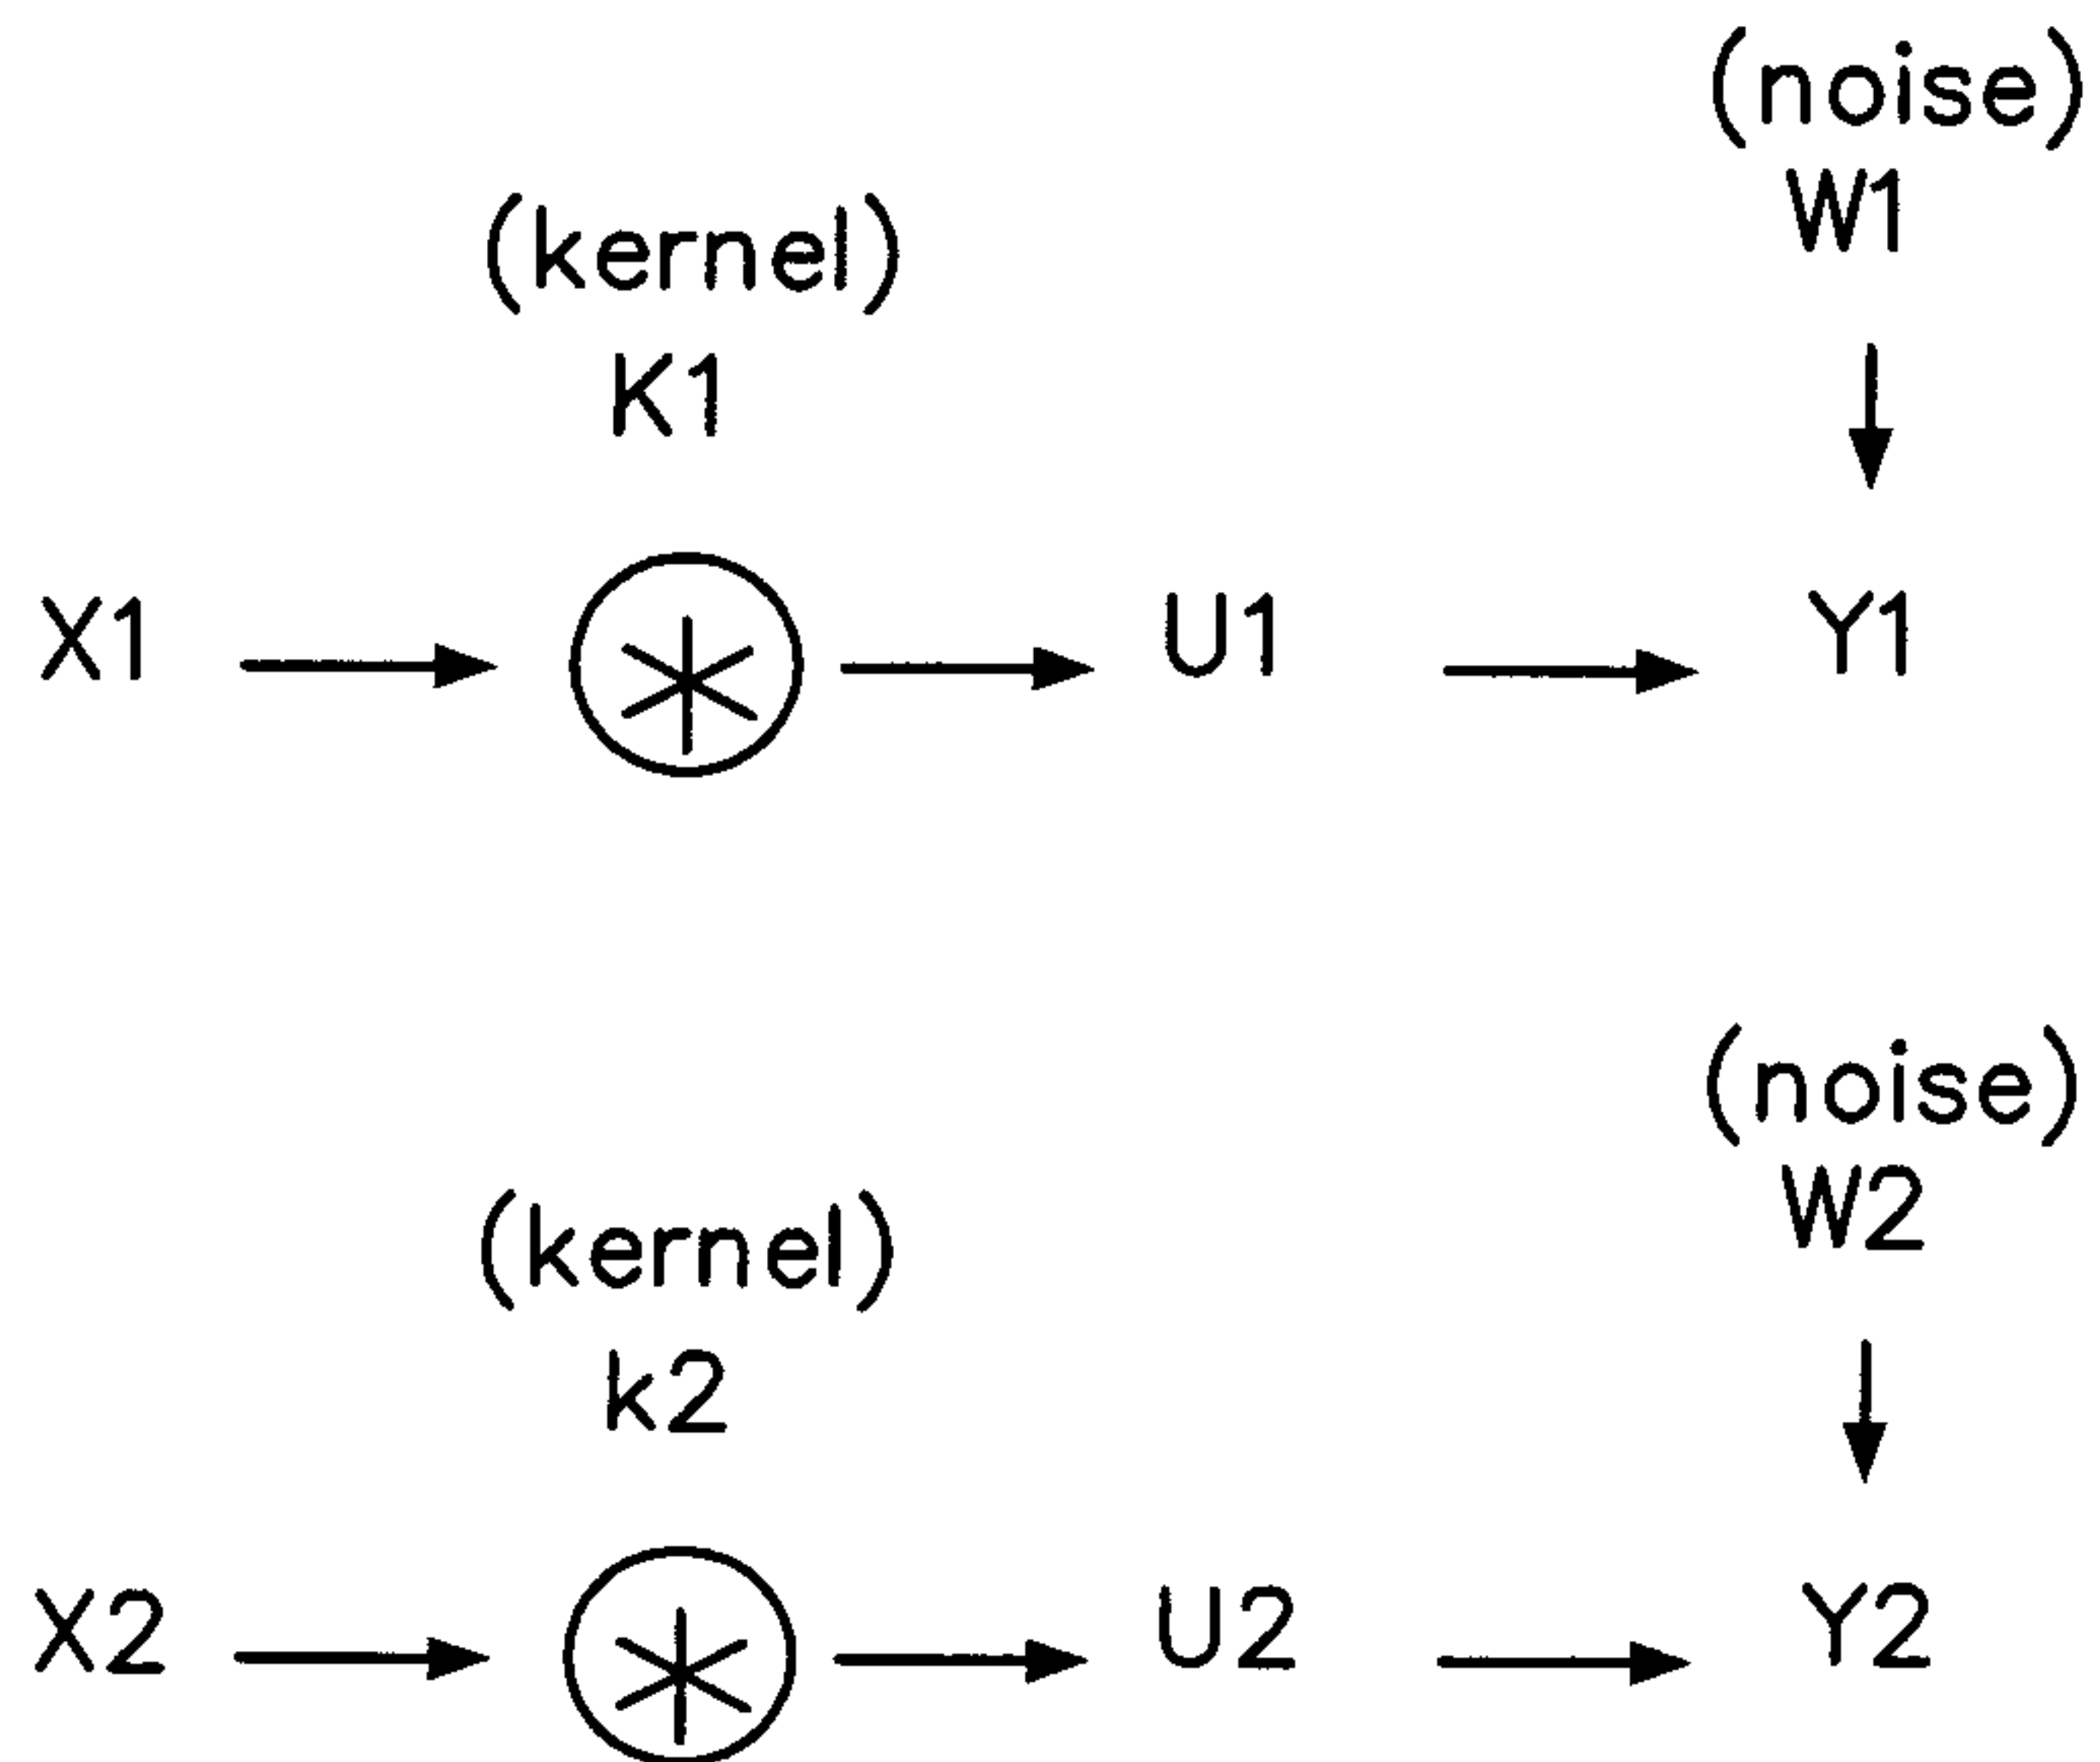 (noise)
W1
(kernel)
K1
X1 U1 Y1
(noise)
W2
(kernel)
k2
X2 U2 Y2